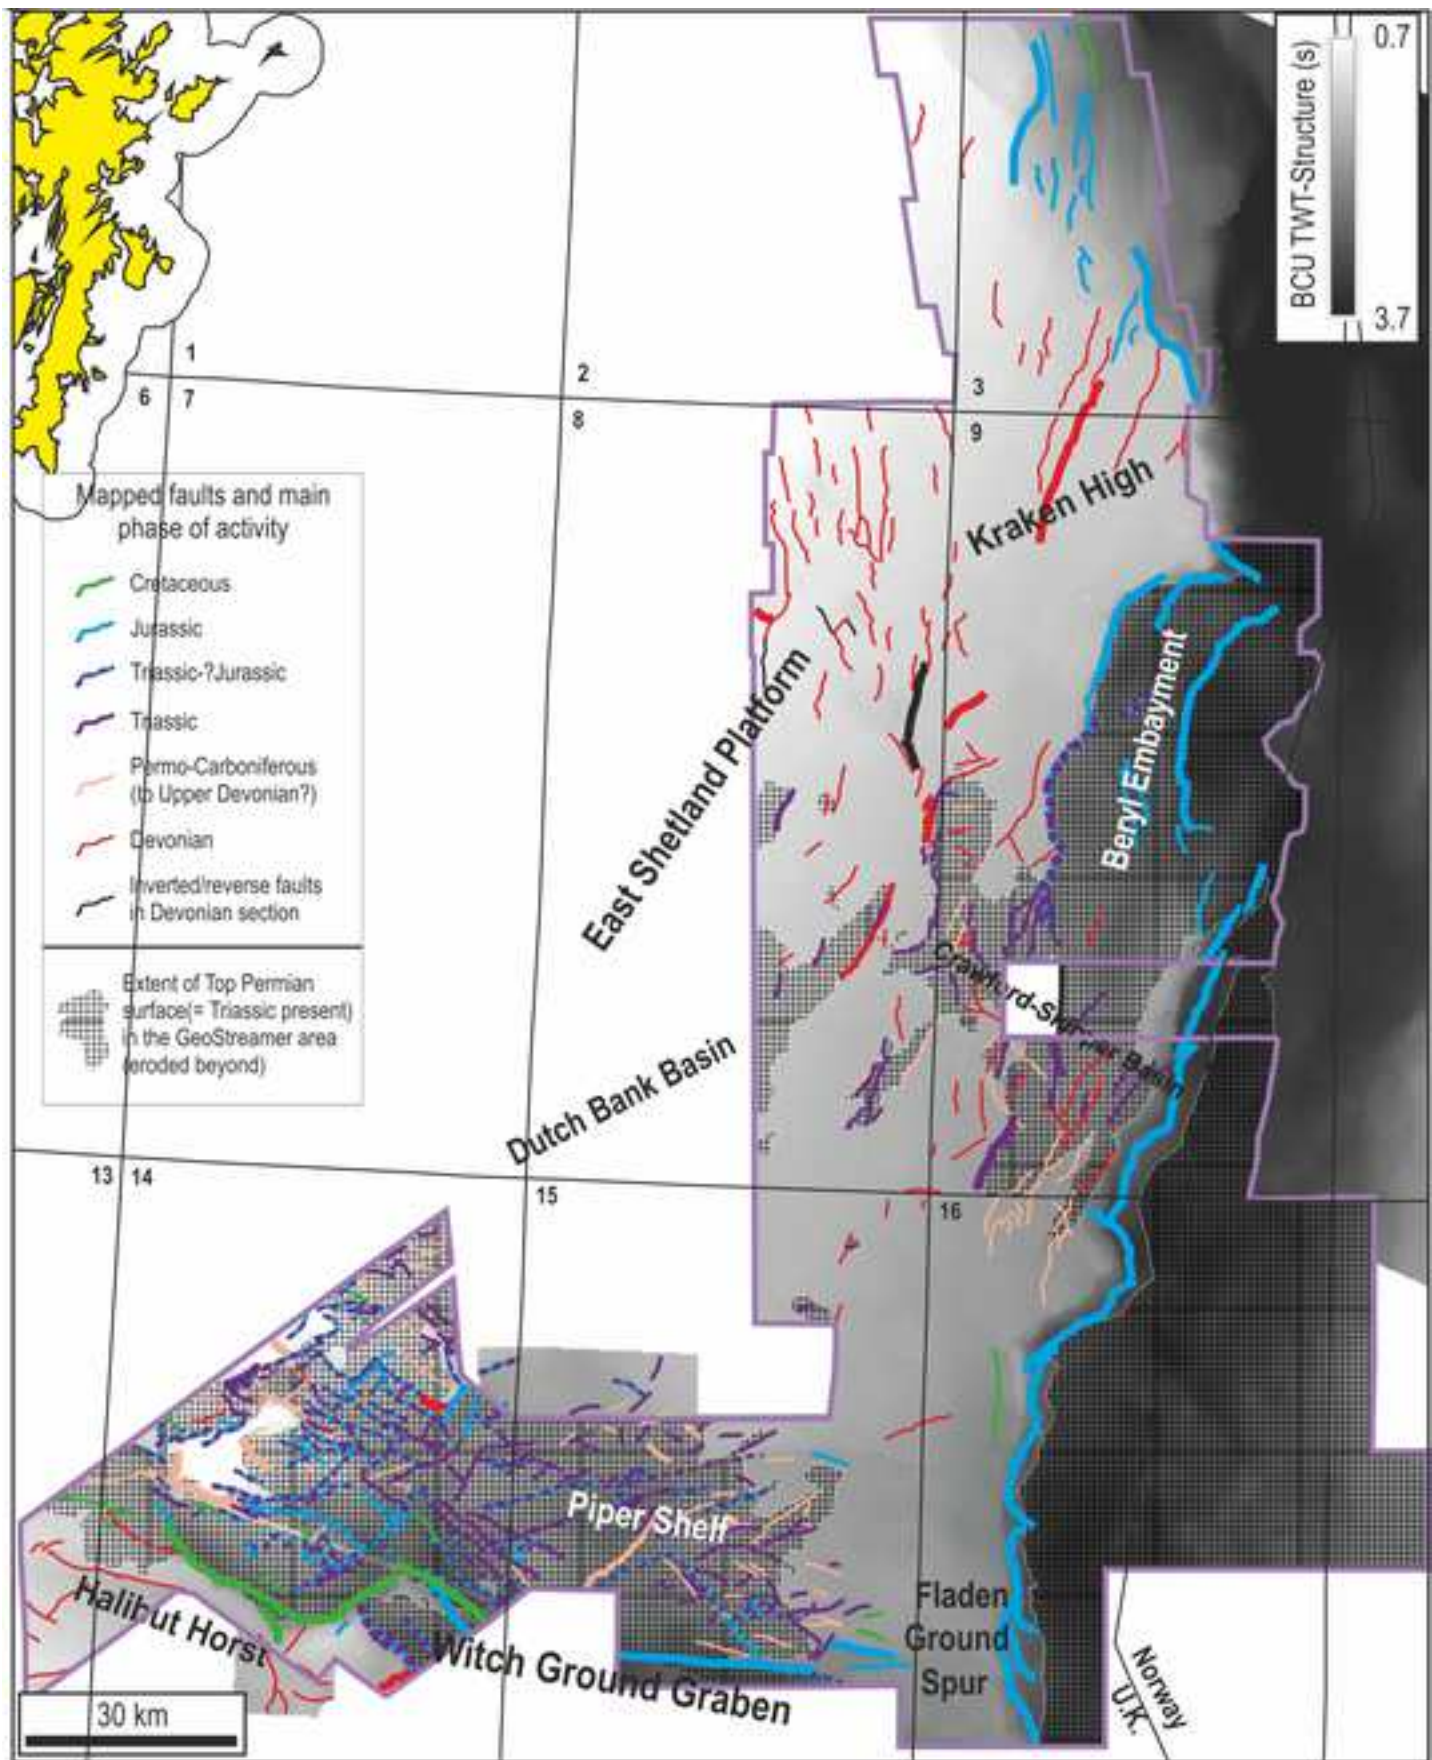 0.7
BCU TWT-Structure (s)
3.7
1
2
3
6
7
8
9
Mapped faults and main
phase of activity
Cretaceous
Jurassic
Triassic-?Jurassic
Triassic
Permo-Carboniferous
(to Upper Devonian?)
Devonian
Inverted/reverse faults
in Devonian section
Extent of Top Permian
surface(= Triassic present)
in the GeoStreamer area
(eroded beyond)
Kraken High
East Shetland Platform
Beryl Embayment
Crawford-Skipper Basin
Dutch Bank Basin
13
14
15
16
Piper Shelf
Halibut Horst
Witch Ground Graben
Fladen
Ground
Spur
Norway
U.K.
30 km